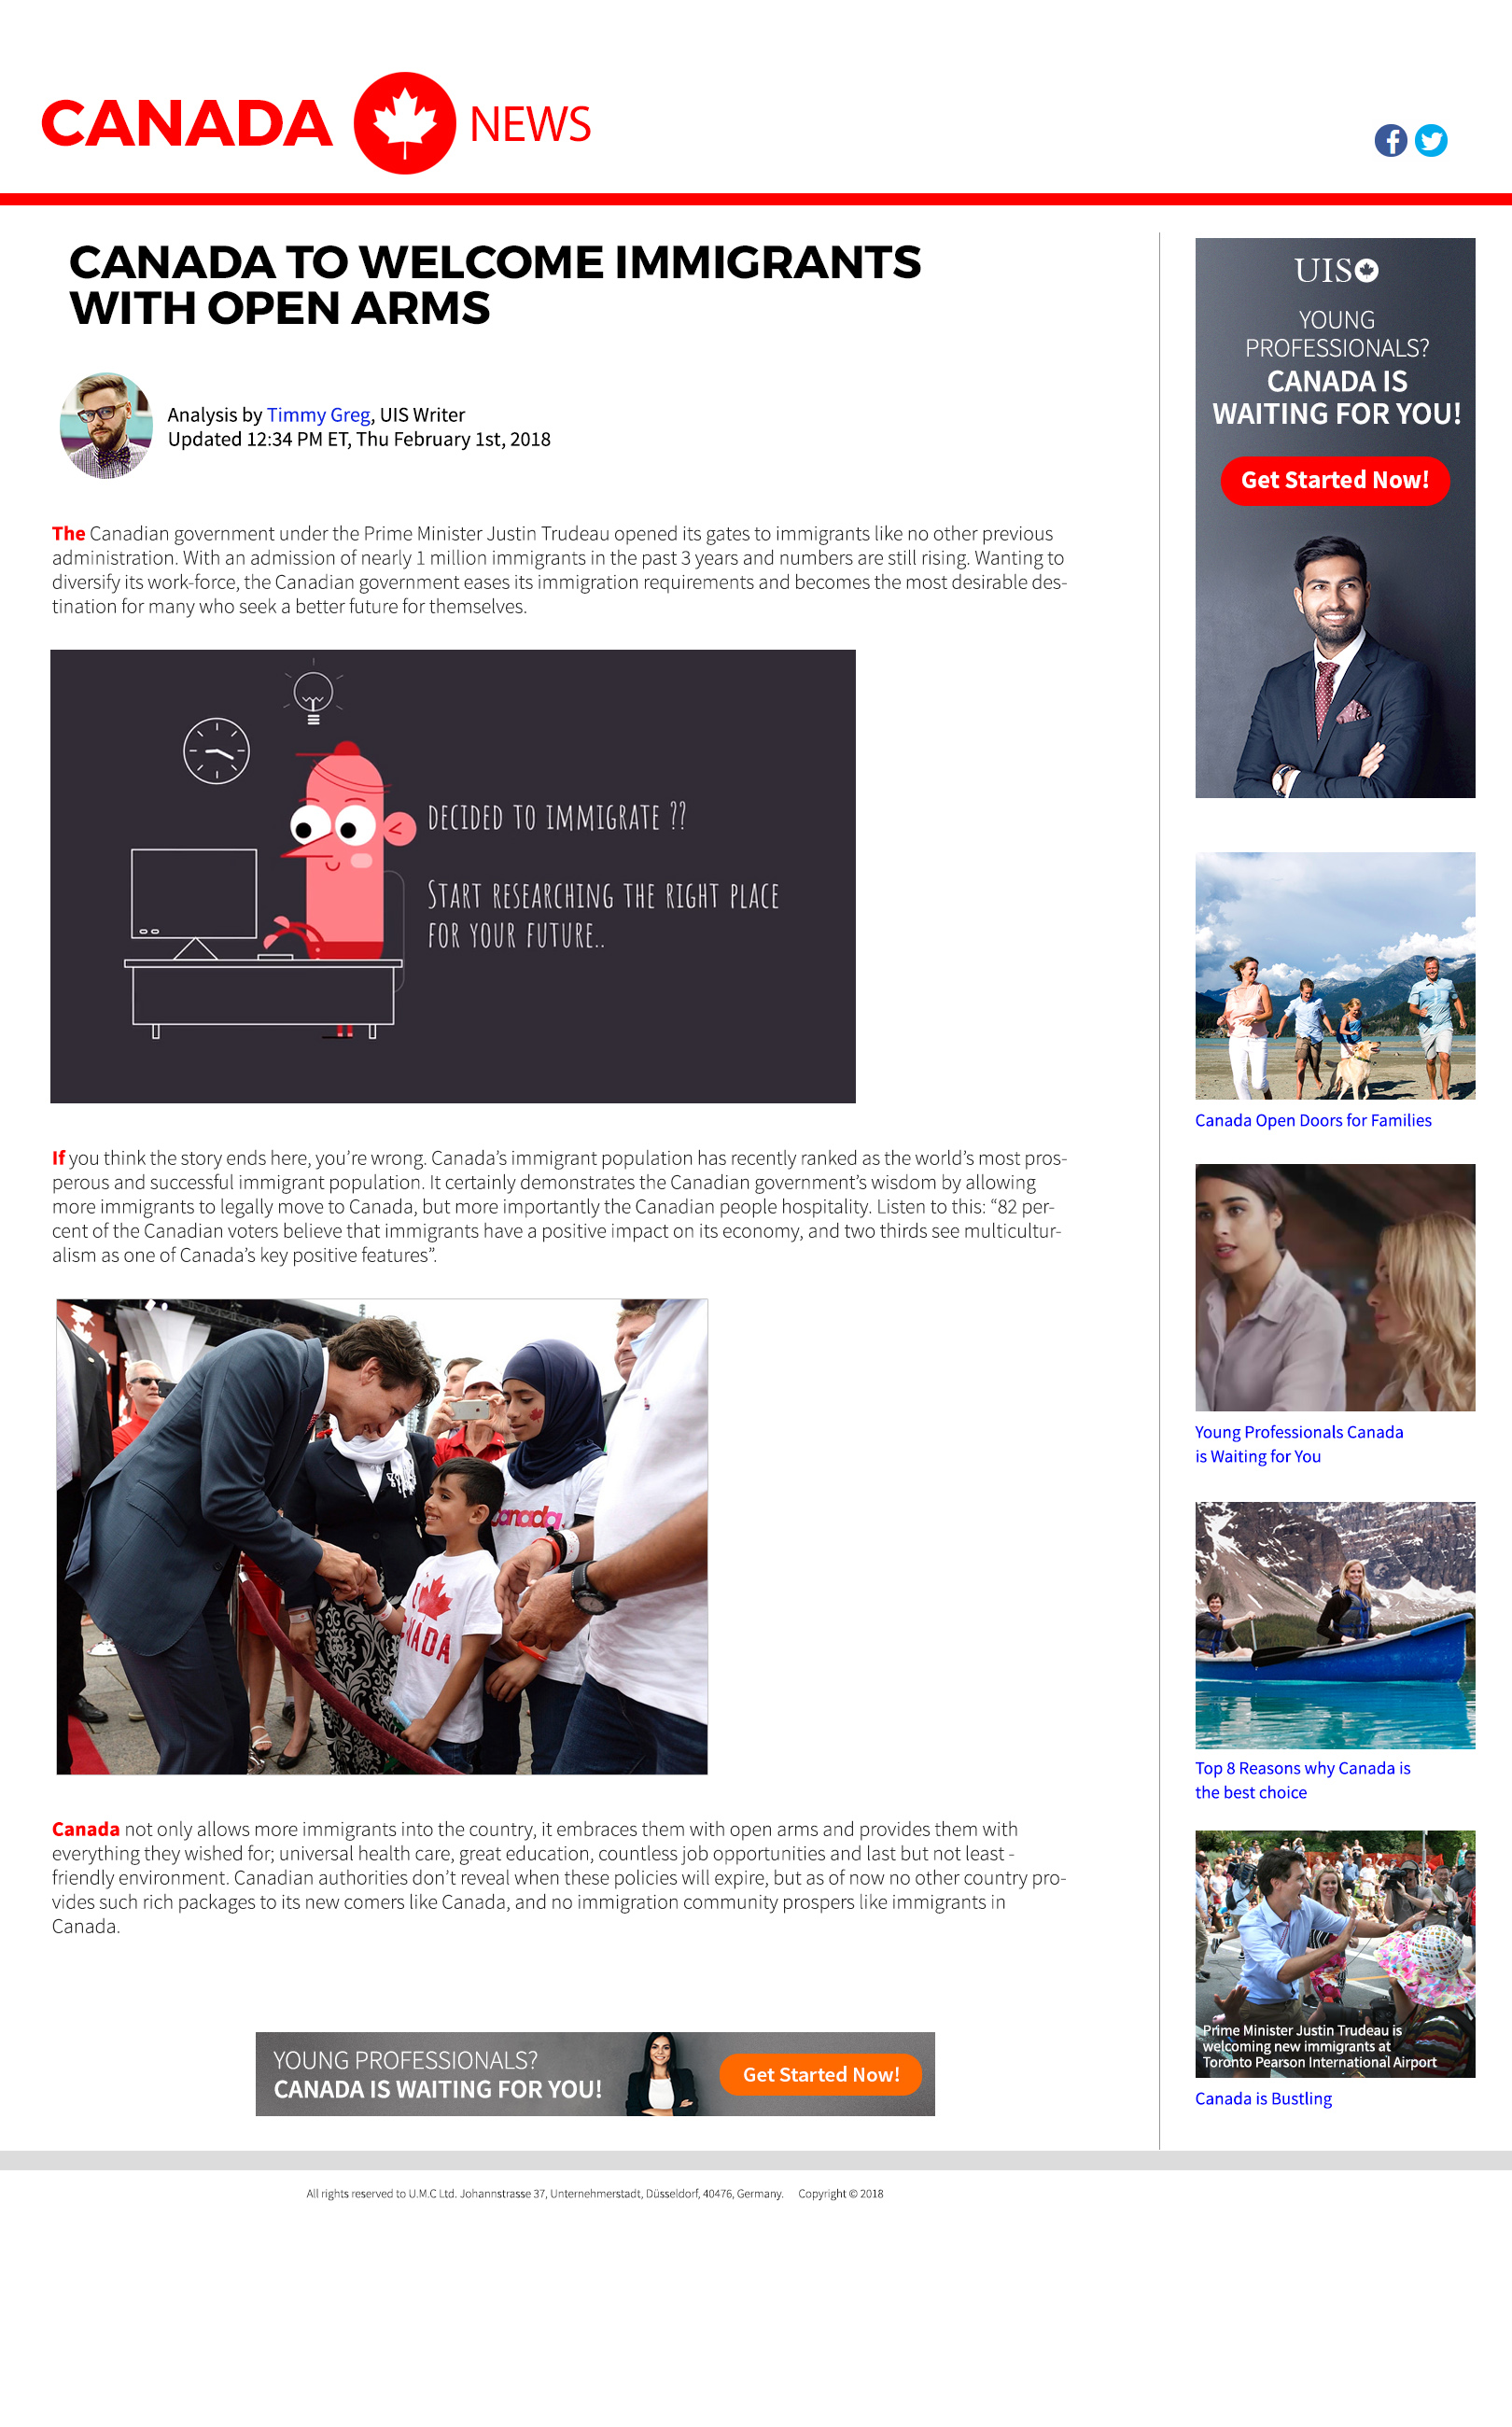 CANADA NEWS
CANADA TO WELCOME IMMIGRANTS
WITH OPEN ARMS
Analysis by Timmy Greg, UIS Writer
Updated 12:34 PM ET, Thu February 1st, 2018
The Canadian government under the Prime Minister Justin Trudeau opened its gates to immigrants like no other previous
administration. With an admission of nearly 1 million immigrants in the past 3 years and numbers are still rising. Wanting to
diversify its work-force, the Canadian government eases its immigration requirements and becomes the most desirable des-
tination for many who seek a better future for themselves.
DECIDED TO IMMIGRATE ??
START RESEARCHING THE RIGHT PLACE
FOR YOUR FUTURE..
If you think the story ends here, you're wrong. Canada's immigrant population has recently ranked as the world's most pros-
perous and successful immigrant population. It certainly demonstrates the Canadian government's wisdom by allowing
more immigrants to legally move to Canada, but more importantly the Canadian people hospitality. Listen to this: “82 per-
cent of the Canadian voters believe that immigrants have a positive impact on its economy, and two thirds see multicultur-
alism as one of Canada's key positive features”.
Canada not only allows more immigrants into the country, it embraces them with open arms and provides them with
everything they wished for; universal health care, great education, countless job opportunities and last but not least -
friendly environment. Canadian authorities don't reveal when these policies will expire, but as of now no other country pro-
vides such rich packages to its new comers like Canada, and no immigration community prospers like immigrants in
Canada.
YOUNG PROFESSIONALS?
CANADA IS WAITING FOR YOU!
Get Started Now!
UIS
YOUNG
PROFESSIONALS?
CANADA IS
WAITING FOR YOU!
Get Started Now!
Canada Open Doors for Families
Young Professionals Canada
is Waiting for You
Top 8 Reasons why Canada is
the best choice
Prime Minister Justin Trudeau is
welcoming new immigrants at
Toronto Pearson International Airport
Canada is Bustling
All rights reserved to U.M.C Ltd. Johannstrasse 37, Unternehmerstadt, Düsseldorf, 40476, Germany. Copyright © 2018